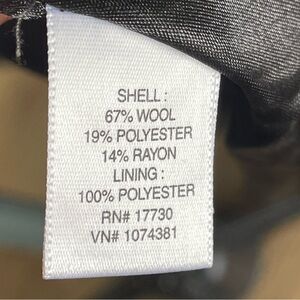 SHELL :
67% WOOL
19% POLYESTER
14% RAYON
LINING :
100% POLYESTER
RN# 17730
VN# 1074381